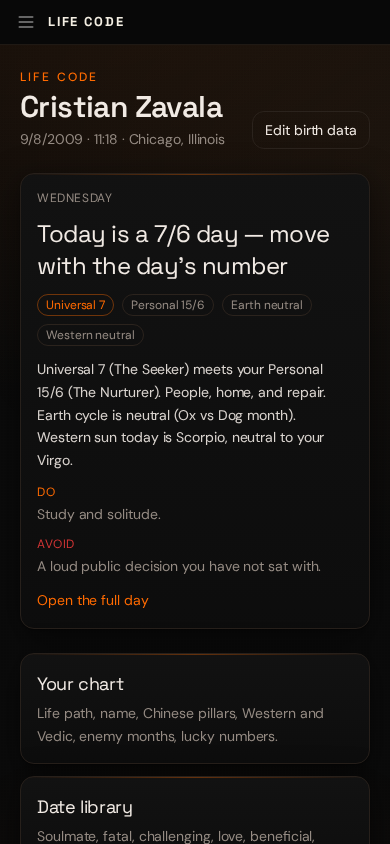 LIFE CODE
LIFE CODE
Cristian Zavala
9/8/2009 · 11:18 · Chicago, Illinois
Edit birth data
WEDNESDAY
Today is a 7/6 day — move
with the day's number
Universal 7
Personal 15/6
Earth neutral
Western neutral
Universal 7 (The Seeker) meets your Personal
15/6 (The Nurturer). People, home, and repair.
Earth cycle is neutral (Ox vs Dog month).
Western sun today is Scorpio, neutral to your
Virgo.
DO
Study and solitude.
AVOID
A loud public decision you have not sat with.
Open the full day
Your chart
Life path, name, Chinese pillars, Western and
Vedic, enemy months, lucky numbers.
Date library
Soulmate, fatal, challenging, love, beneficial,